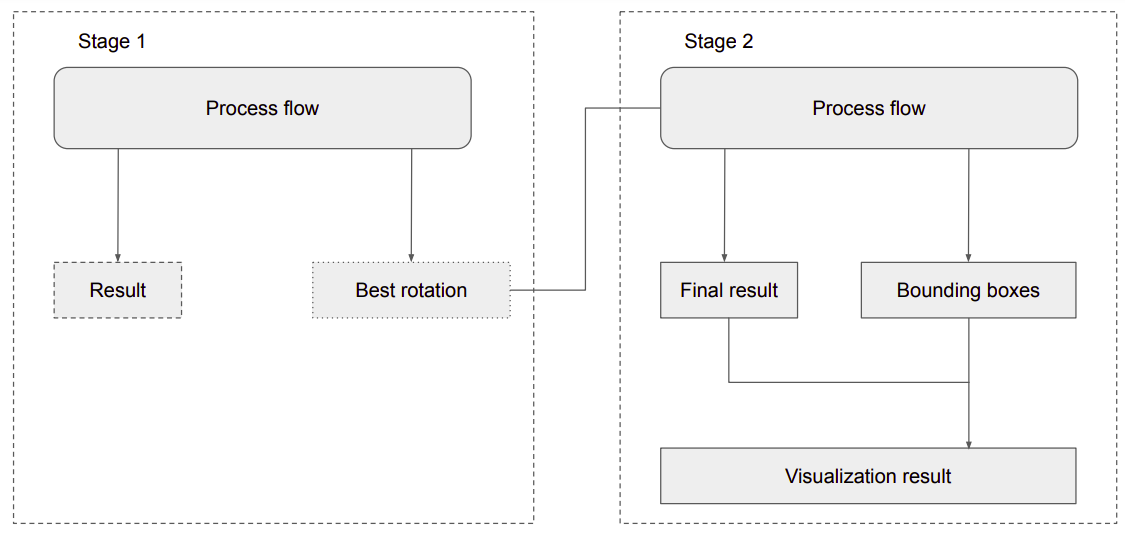 Stage 1
Process flow
Result
Best rotation
Stage 2
Process flow
Final result
Bounding boxes
Visualization result